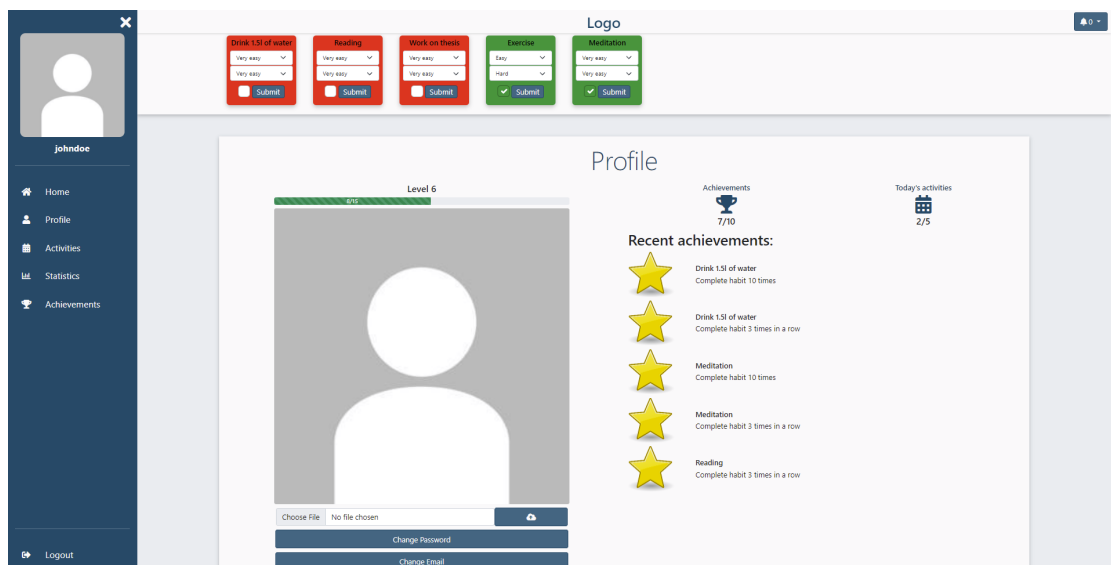 johndoe
Home
Profile
Activities
Statistics
Achievements
Logout
Logo
0
Drink 1.5l of water
Very easy
Very easy
Submit
Reading
Very easy
Very easy
Submit
Work on thesis
Very easy
Very easy
Submit
Exercise
Easy
Hard
Submit
Meditation
Very easy
Very easy
Submit
Profile
Level 6
8/15
Choose File No file chosen
Change Password
Change Email
Achievements
7/10
Today's activities
2/5
Recent achievements:
Drink 1.5l of water
Complete habit 10 times
Drink 1.5l of water
Complete habit 3 times in a row
Meditation
Complete habit 10 times
Meditation
Complete habit 3 times in a row
Reading
Complete habit 3 times in a row